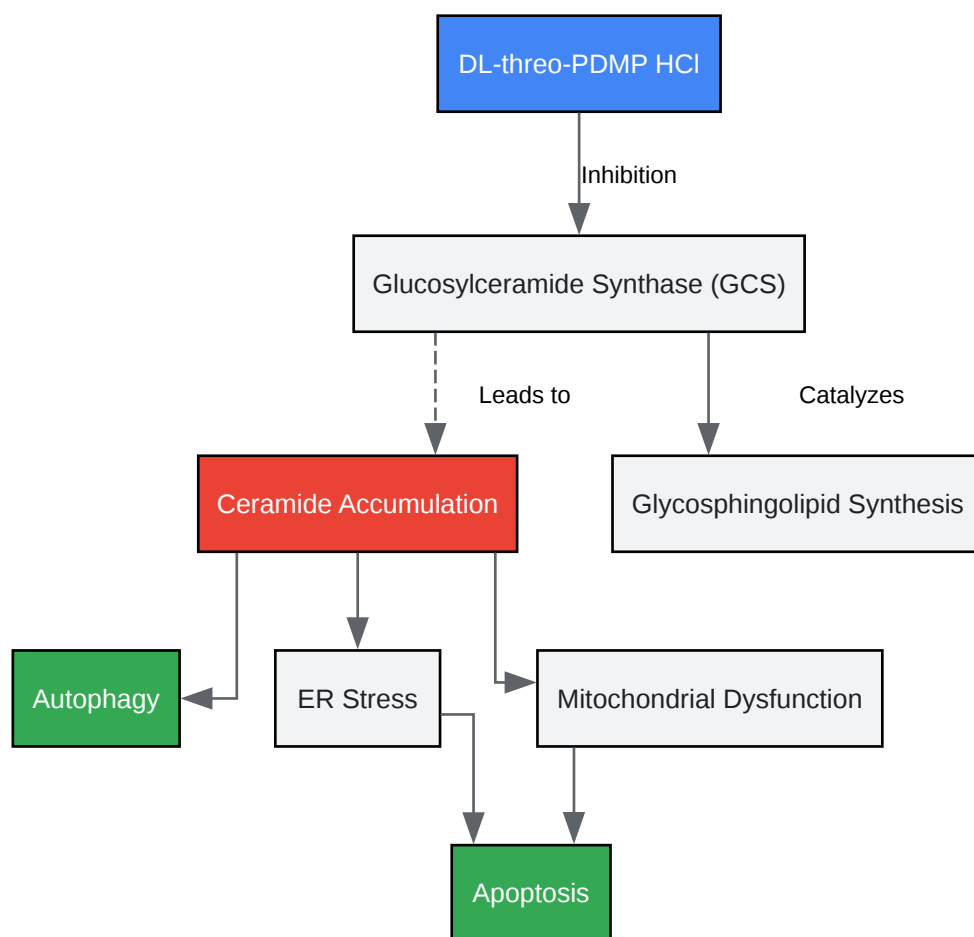 DL-threo-PDMP HCl
Inhibition
Glucosylceramide Synthase (GCS)
Leads to
Catalyzes
Ceramide Accumulation
Glycosphingolipid Synthesis
Autophagy
ER Stress
Mitochondrial Dysfunction
Apoptosis